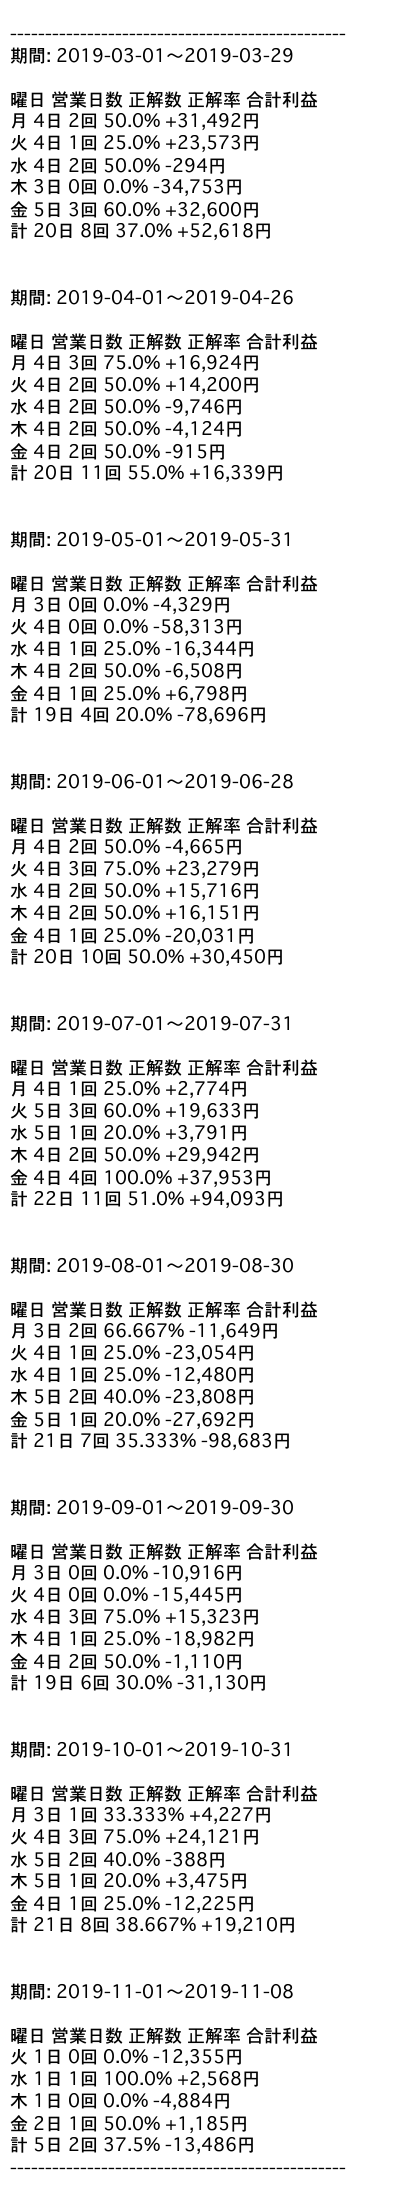 ------------------------------------------------
期間: 2019-03-01～2019-03-29
曜日 営業日数 正解数 正解率 合計利益
月 4日 2回 50.0% +31,492円
火 4日 1回 25.0% +23,573円
水 4日 2回 50.0% -294円
木 3日 0回 0.0% -34,753円
金 5日 3回 60.0% +32,600円
計 20日 8回 37.0% +52,618円
期間: 2019-04-01～2019-04-26
曜日 営業日数 正解数 正解率 合計利益
月 4日 3回 75.0% +16,924円
火 4日 2回 50.0% +14,200円
水 4日 2回 50.0% -9,746円
木 4日 2回 50.0% -4,124円
金 4日 2回 50.0% -915円
計 20日 11回 55.0% +16,339円
期間: 2019-05-01～2019-05-31
曜日 営業日数 正解数 正解率 合計利益
月 3日 0回 0.0% -4,329円
火 4日 0回 0.0% -58,313円
水 4日 1回 25.0% -16,344円
木 4日 2回 50.0% -6,508円
金 4日 1回 25.0% +6,798円
計 19日 4回 20.0% -78,696円
期間: 2019-06-01～2019-06-28
曜日 営業日数 正解数 正解率 合計利益
月 4日 2回 50.0% -4,665円
火 4日 3回 75.0% +23,279円
水 4日 2回 50.0% +15,716円
木 4日 2回 50.0% +16,151円
金 4日 1回 25.0% -20,031円
計 20日 10回 50.0% +30,450円
期間: 2019-07-01～2019-07-31
曜日 営業日数 正解数 正解率 合計利益
月 4日 1回 25.0% +2,774円
火 5日 3回 60.0% +19,633円
水 5日 1回 20.0% +3,791円
木 4日 2回 50.0% +29,942円
金 4日 4回 100.0% +37,953円
計 22日 11回 51.0% +94,093円
期間: 2019-08-01～2019-08-30
曜日 営業日数 正解数 正解率 合計利益
月 3日 2回 66.667% -11,649円
火 4日 1回 25.0% -23,054円
水 4日 1回 25.0% -12,480円
木 5日 2回 40.0% -23,808円
金 5日 1回 20.0% -27,692円
計 21日 7回 35.333% -98,683円
期間: 2019-09-01～2019-09-30
曜日 営業日数 正解数 正解率 合計利益
月 3日 0回 0.0% -10,916円
火 4日 0回 0.0% -15,445円
水 4日 3回 75.0% +15,323円
木 4日 1回 25.0% -18,982円
金 4日 2回 50.0% -1,110円
計 19日 6回 30.0% -31,130円
期間: 2019-10-01～2019-10-31
曜日 営業日数 正解数 正解率 合計利益
月 3日 1回 33.333% +4,227円
火 4日 3回 75.0% +24,121円
水 5日 2回 40.0% -388円
木 5日 1回 20.0% +3,475円
金 4日 1回 25.0% -12,225円
計 21日 8回 38.667% +19,210円
期間: 2019-11-01～2019-11-08
曜日 営業日数 正解数 正解率 合計利益
火 1日 0回 0.0% -12,355円
水 1日 1回 100.0% +2,568円
木 1日 0回 0.0% -4,884円
金 2日 1回 50.0% +1,185円
計 5日 2回 37.5% -13,486円
------------------------------------------------